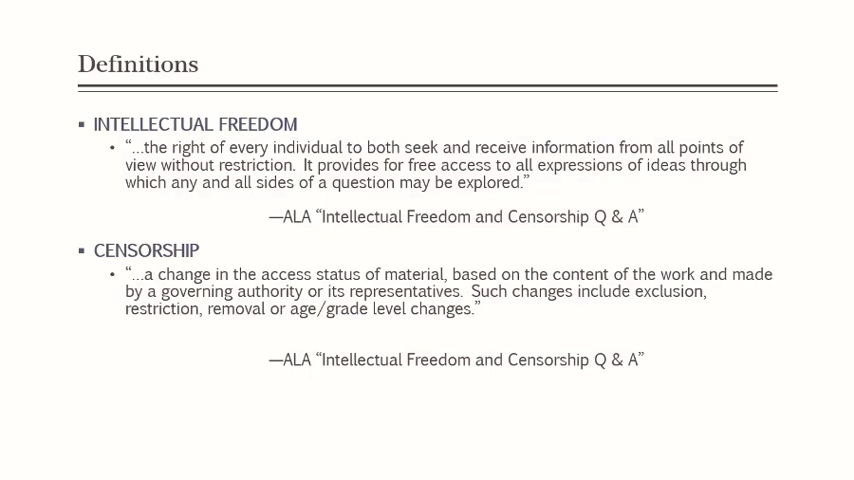 Definitions
▪ INTELLECTUAL FREEDOM
• “...the right of every individual to both seek and receive information from all points of
view without restriction. It provides for free access to all expressions of ideas through
which any and all sides of a question may be explored.”
—ALA “Intellectual Freedom and Censorship Q & A”
▪ CENSORSHIP
• “...a change in the access status of material, based on the content of the work and made
by a governing authority or its representatives. Such changes include exclusion,
restriction, removal or age/grade level changes.”
—ALA “Intellectual Freedom and Censorship Q & A”